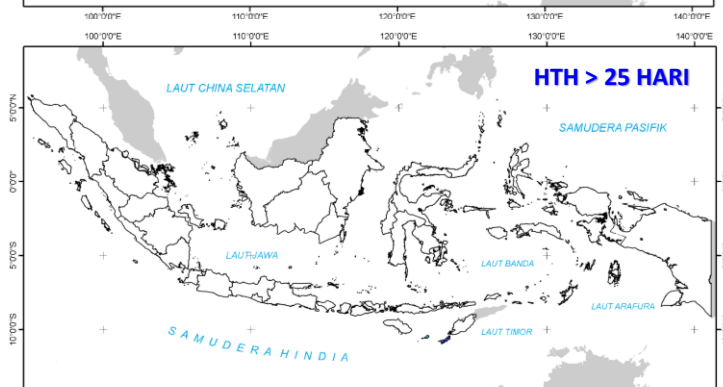 100°0'0"E 110°0'0"E 120°0'0"E 130°0'0"E 140°0'0"E
100°0'0"E 110°0'0"E 120°0'0"E 130°0'0"E 140°0'0"E
HTH > 25 HARI
LAUT CHINA SELATAN
5°0'0"N
SAMUDERA PASIFIK
0°0'0"
LAUT JAWA
5°0'0"S
LAUT BANDA
LAUT ARAFURA
10°0'0"S
LAUT TIMOR
SAMUDERA HINDIA